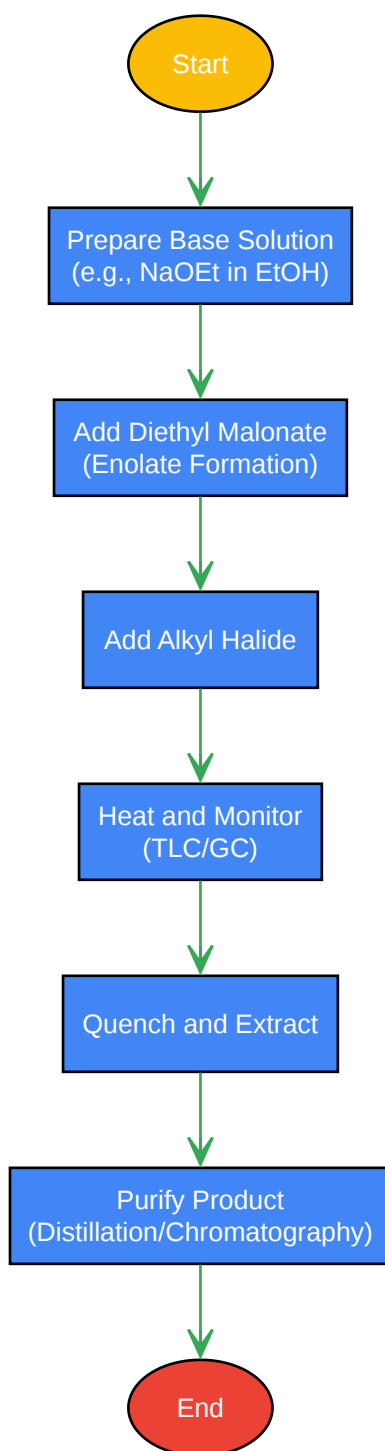 Start
Prepare Base Solution
(e.g., NaOEt in EtOH)
Add Diethyl Malonate
(Enolate Formation)
Add Alkyl Halide
Heat and Monitor
(TLC/GC)
Quench and Extract
Purify Product
(Distillation/Chromatography)
End